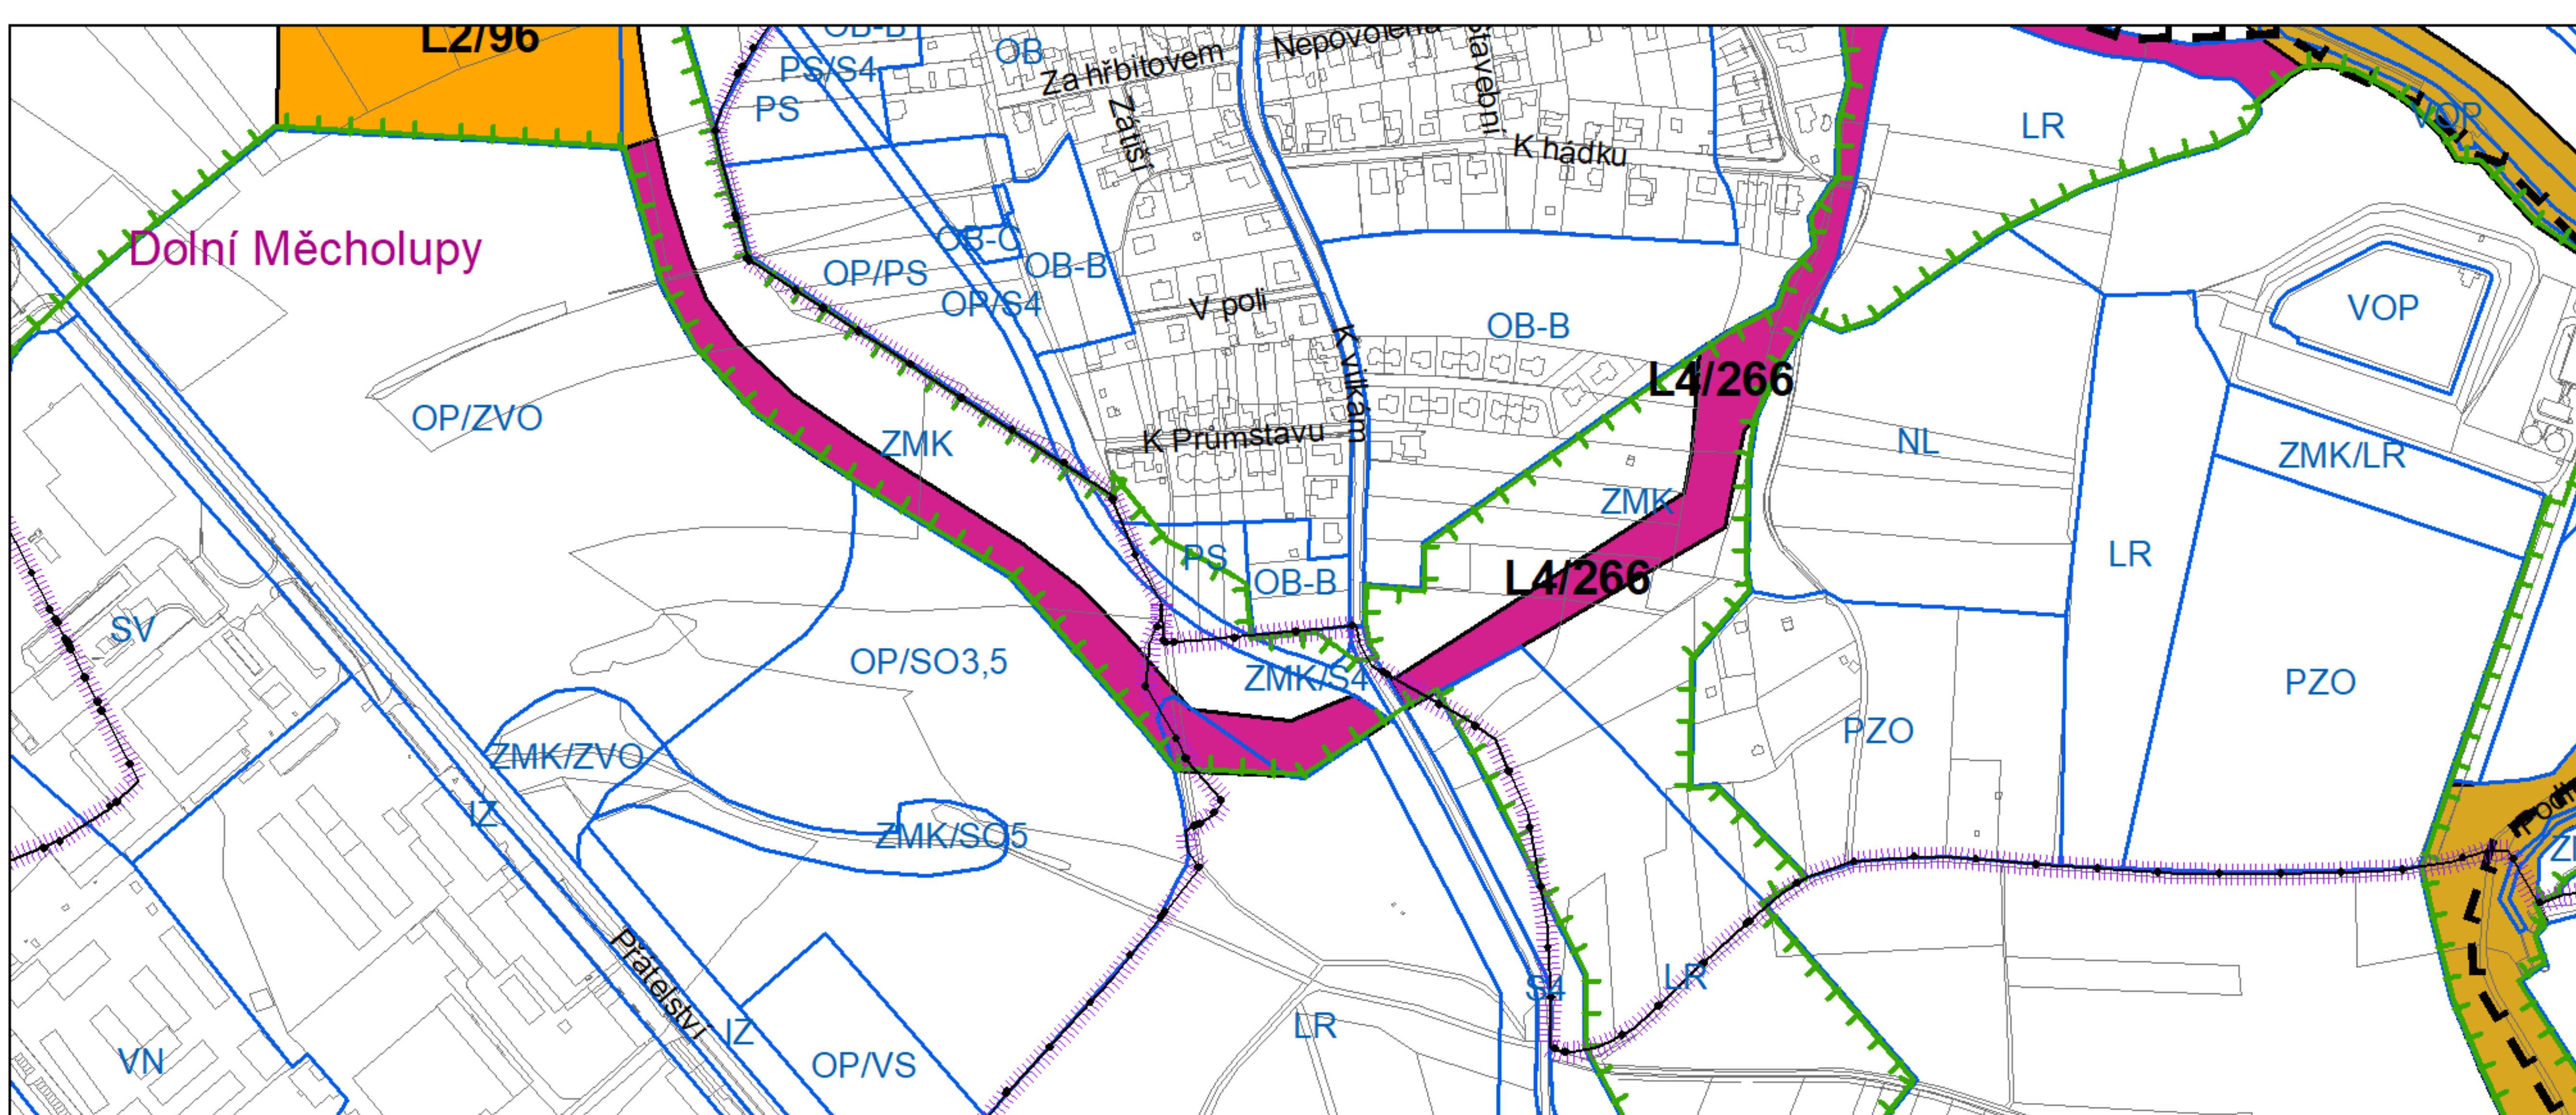 L2/96
OB-B
OB
Nepovolená
Stavební
Za hřbitovem
PS/S4
PS
Zátiší
K hádku
LR
VOP
Dolní Měcholupy
OB-C
OB-B
OP/PS
OP/S4
V poli
OB-B
VOP
K vilkám
L4/266
OP/ZVO
ZMK
K Prumstavu
NL
ZMK/LR
ZMK
PS
OB-B
L4/266
LR
SV
OP/SO3,5
ZMK/S4
PZO
PZO
ZMK/ZVO
IZ
ZMK/SO5
Přátelství
S4
LR
IZ
LR
VN
OP/VS